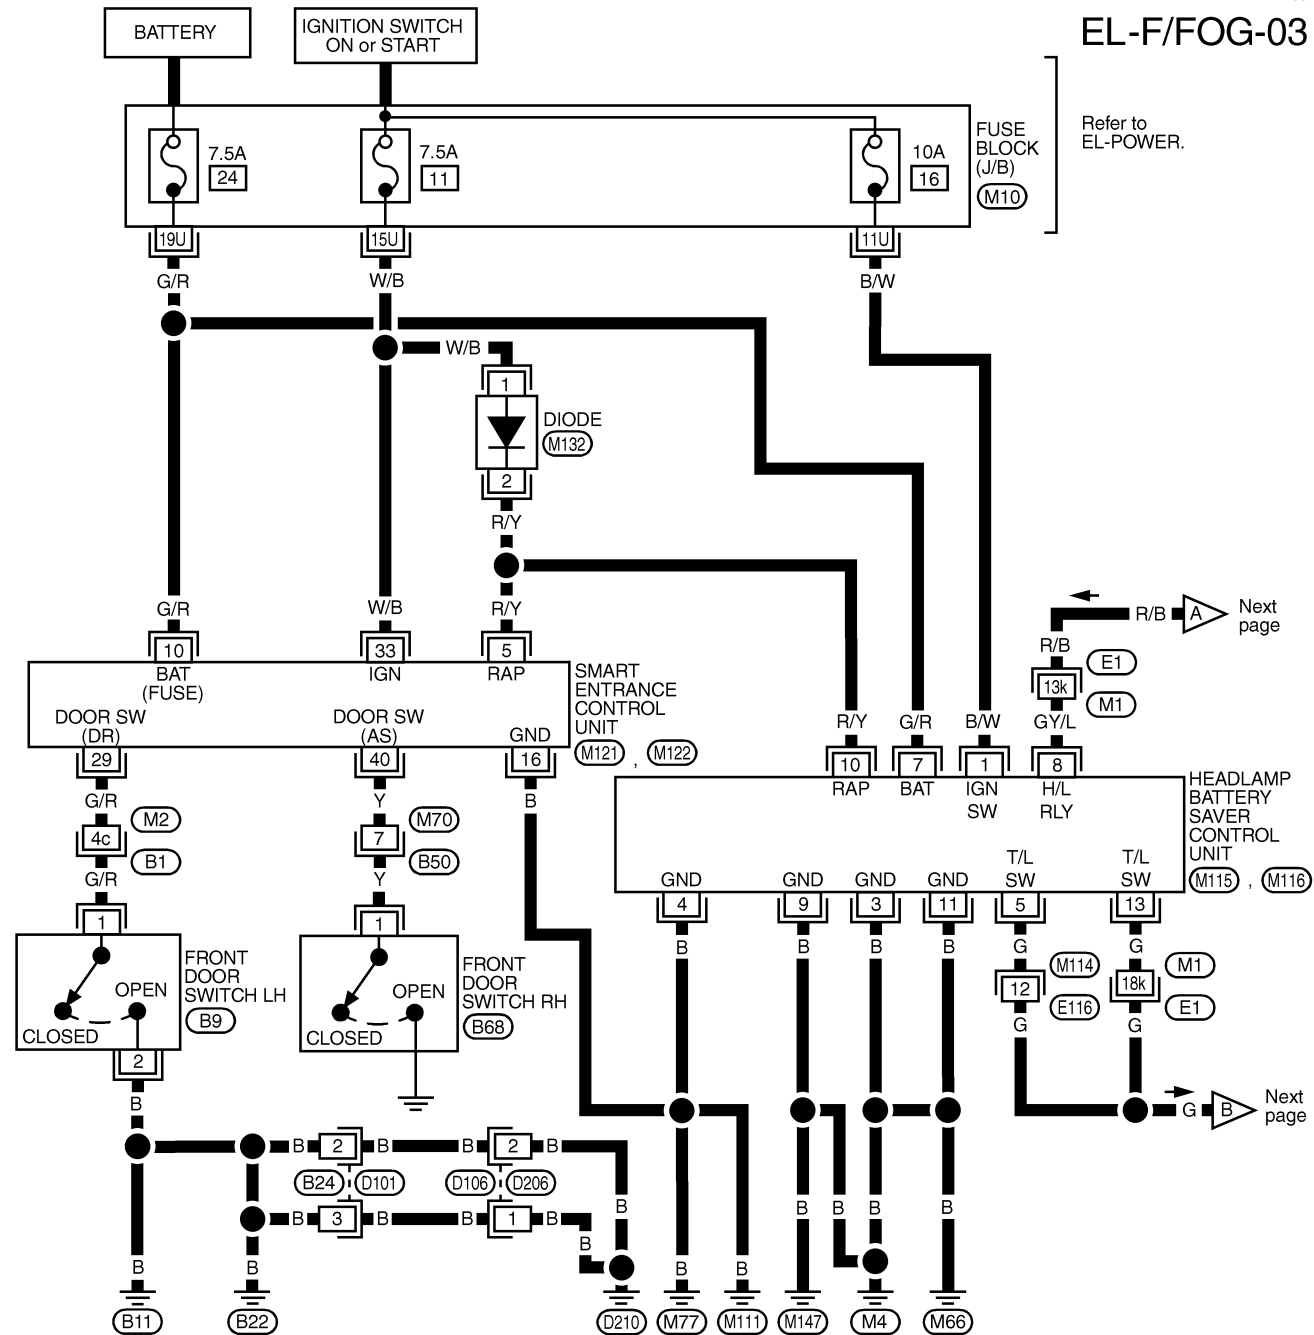 EL-F/FOG-03
BATTERY
IGNITION SWITCH
ON or START
Refer to
EL-POWER.
FUSE
BLOCK
(J/B)
M10
7.5A
24
7.5A
11
10A
16
19U
15U
11U
G/R
W/B
B/W
W/B
1
DIODE
M132
2
R/Y
G/R
W/B
R/Y
R/B
A
Next
page
R/B
E1
13k
M1
GY/L
10
33
5
BAT
(FUSE)
IGN
RAP
SMART
ENTRANCE
CONTROL
UNIT
M121 , M122
DOOR SW
(DR)
DOOR SW
(AS)
GND
29
40
16
R/Y
G/R
B/W
10
7
1
8
RAP
BAT
IGN
SW
H/L
RLY
HEADLAMP
BATTERY
SAVER
CONTROL
UNIT
M115 , M116
G/R
Y
B
M2
4c
B1
M70
7
B50
G/R
Y
T/L
SW
T/L
SW
GND
GND
GND
GND
4
9
3
11
5
13
1
1
B
B
B
B
G
G
FRONT
DOOR
SWITCH LH
B9
OPEN
CLOSED
FRONT
DOOR
SWITCH RH
B68
OPEN
CLOSED
M114
12
E116
M1
18k
E1
G
G
2
B
G
B
Next
page
B
2
B
B
2
B
B24
D101
D106
D206
B
3
B
B
1
B
B
B
B
B
B
B
B
B
B
B
B
B11
B22
D210
M77
M111
M147
M4
M66